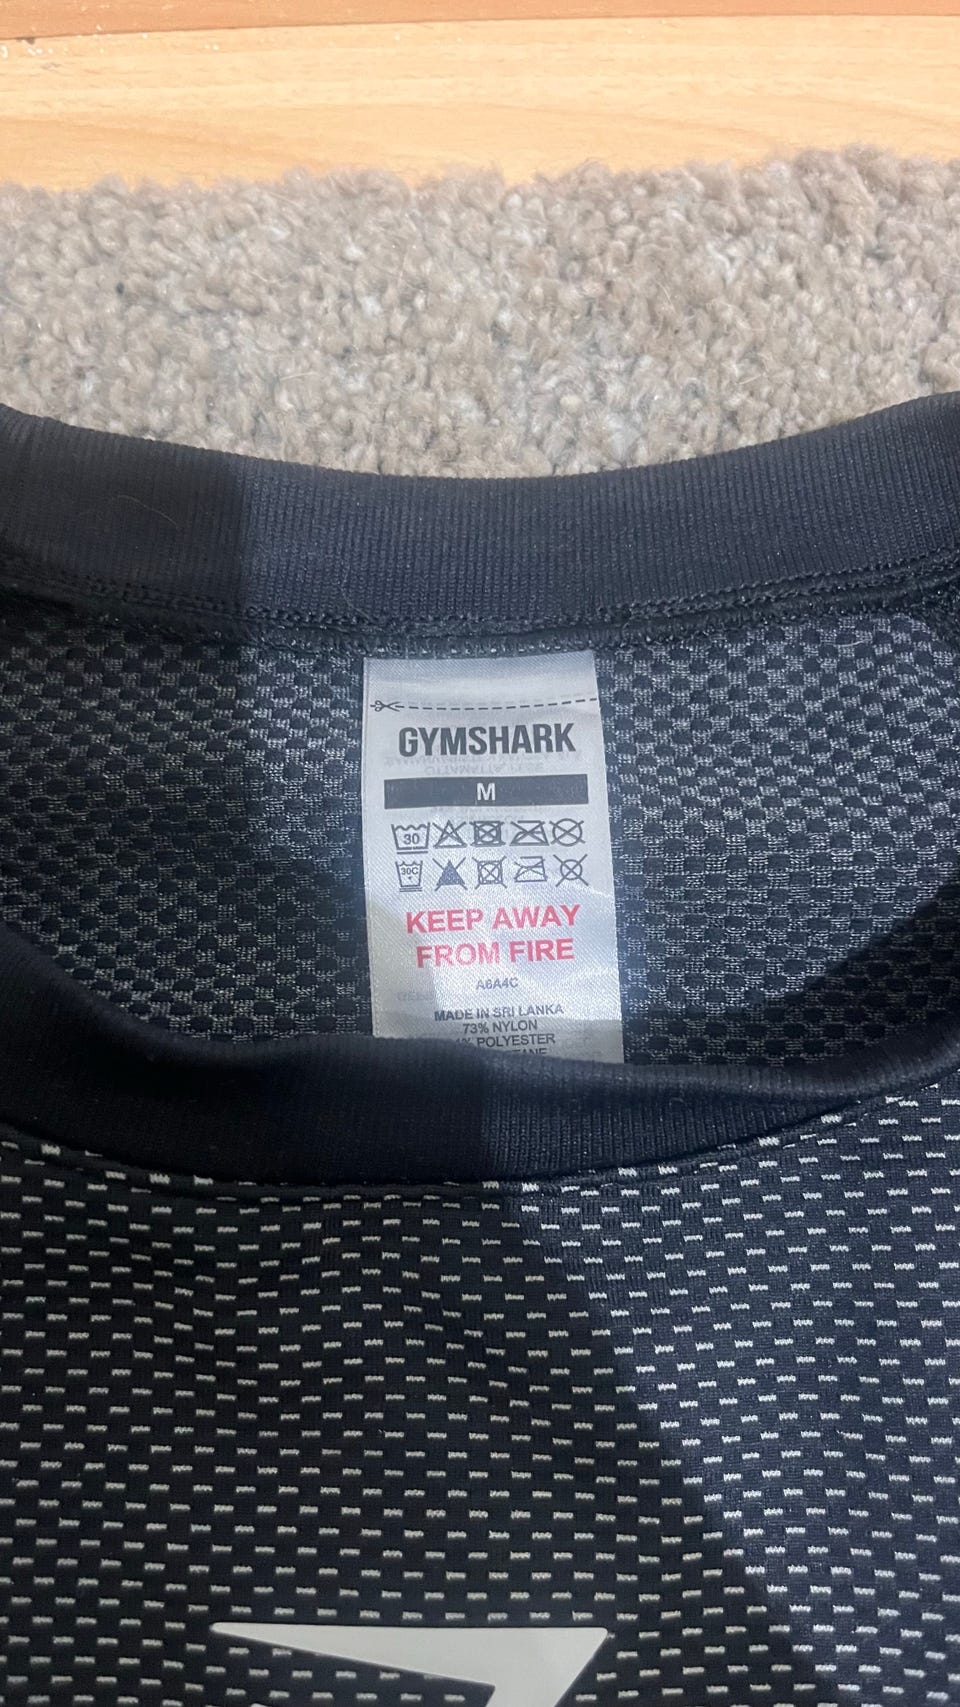 GYMSHARK
M
30
30C
KEEP AWAY
FROM FIRE
A6A4C
MADE IN SRI LANKA
73% NYLON
% POLYESTER